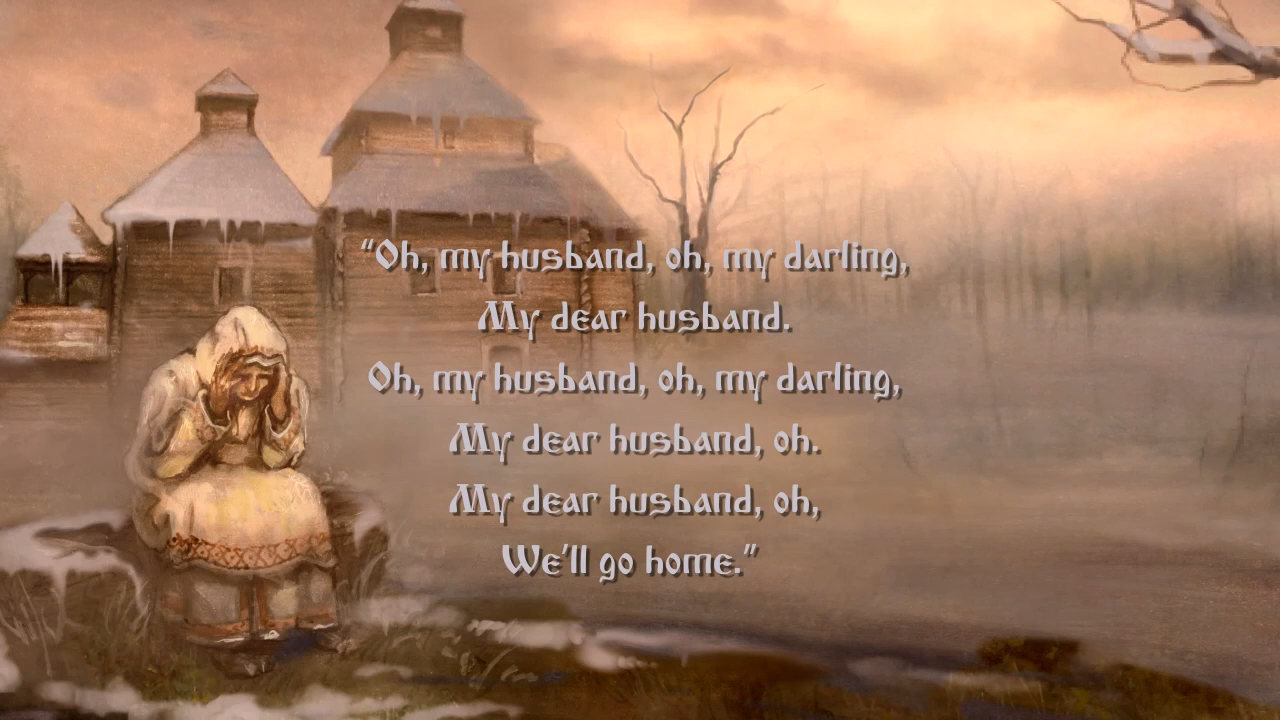 “Oh, my husband, oh, my darling,
My dear husband.
Oh, my husband, oh, my darling,
My dear husband, oh.
My dear husband, oh,
We’ll go home.”